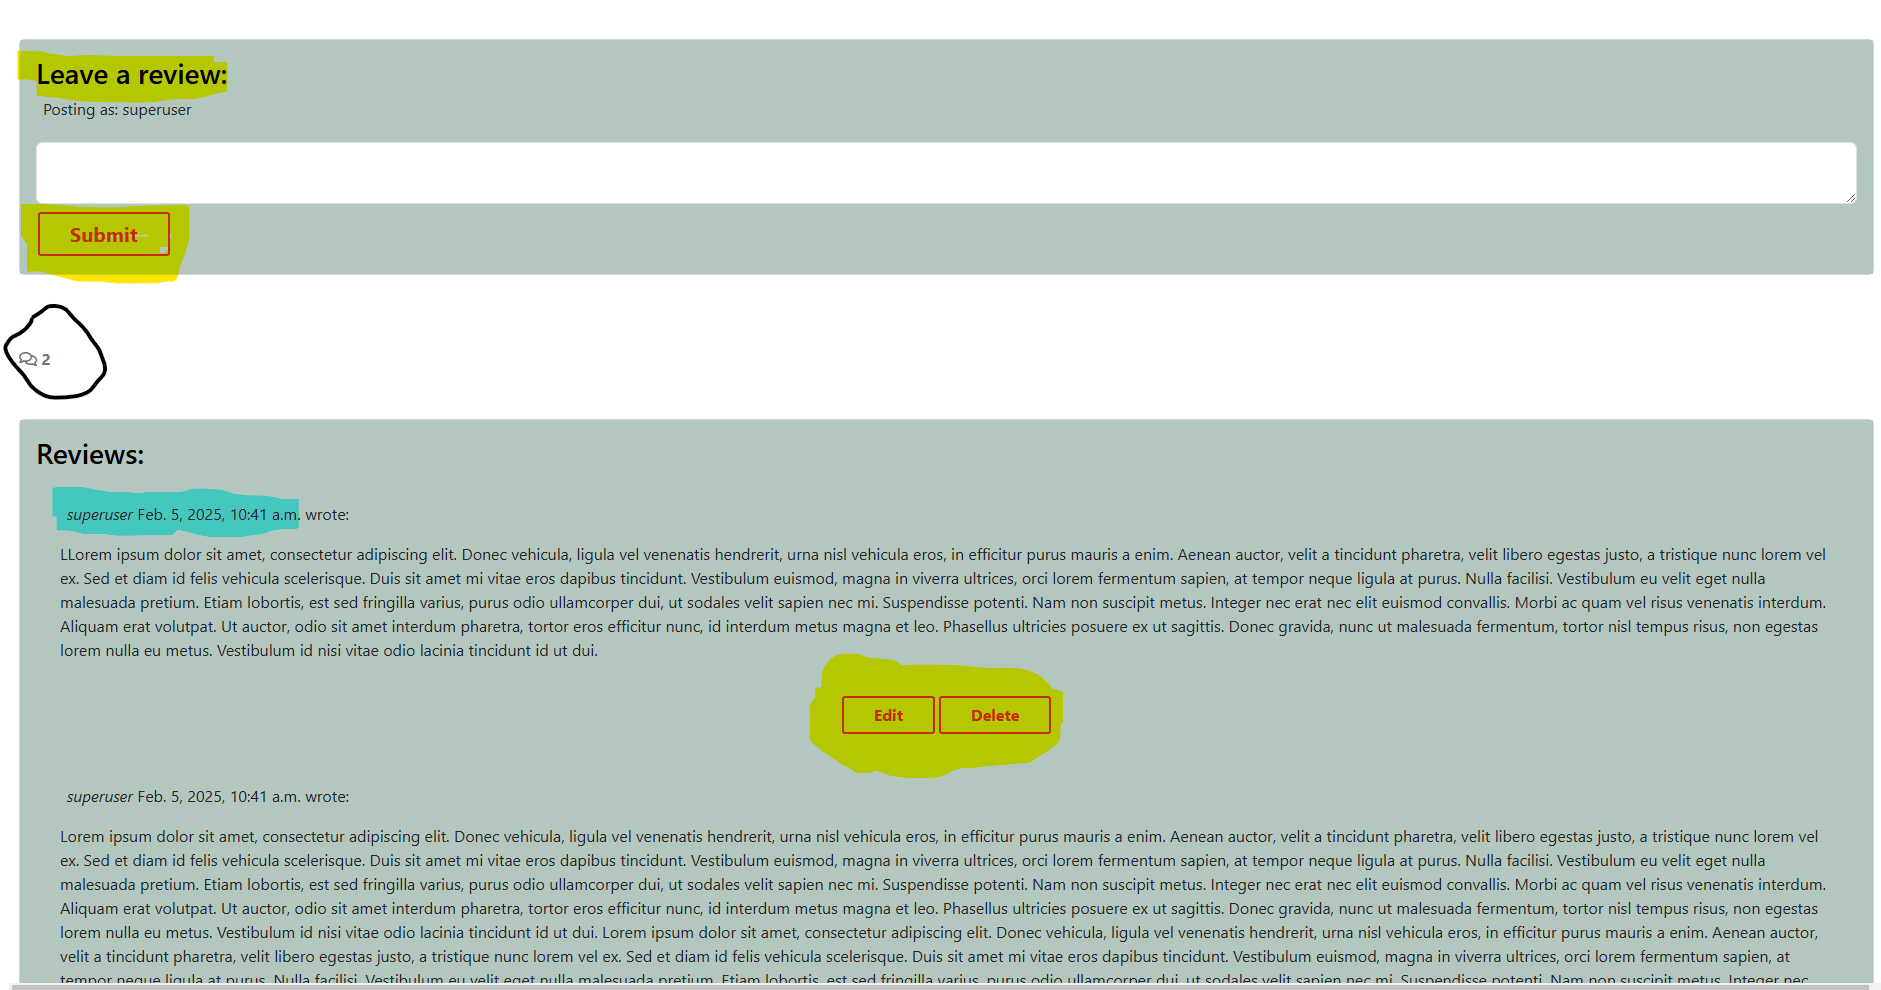 Leave a review:
Posting as: superuser
Submit
2
Reviews:
superuser Feb. 5, 2025, 10:41 a.m. wrote:
LLorem ipsum dolor sit amet, consectetur adipiscing elit. Donec vehicula, ligula vel venenatis hendrerit, urna nisl vehicula eros, in efficitur purus mauris a enim. Aenean auctor, velit a tincidunt pharetra, velit libero egestas justo, a tristique nunc lorem vel
ex. Sed et diam id felis vehicula scelerisque. Duis sit amet mi vitae eros dapibus tincidunt. Vestibulum euismod, magna in viverra ultrices, orci lorem fermentum sapien, at tempor neque ligula at purus. Nulla facilisi. Vestibulum eu velit eget nulla
malesuada pretium. Etiam lobortis, est sed fringilla varius, purus odio ullamcorper dui, ut sodales velit sapien nec mi. Suspendisse potenti. Nam non suscipit metus. Integer nec erat nec elit euismod convallis. Morbi ac quam vel risus venenatis interdum.
Aliquam erat volutpat. Ut auctor, odio sit amet interdum pharetra, tortor eros efficitur nunc, id interdum metus magna et leo. Phasellus ultricies posuere ex ut sagittis. Donec gravida, nunc ut malesuada fermentum, tortor nisl tempus risus, non egestas
lorem nulla eu metus. Vestibulum id nisi vitae odio lacinia tincidunt id ut dui.
Edit Delete
superuser Feb. 5, 2025, 10:41 a.m. wrote:
Lorem ipsum dolor sit amet, consectetur adipiscing elit. Donec vehicula, ligula vel venenatis hendrerit, urna nisl vehicula eros, in efficitur purus mauris a enim. Aenean auctor, velit a tincidunt pharetra, velit libero egestas justo, a tristique nunc lorem vel
ex. Sed et diam id felis vehicula scelerisque. Duis sit amet mi vitae eros dapibus tincidunt. Vestibulum euismod, magna in viverra ultrices, orci lorem fermentum sapien, at tempor neque ligula at purus. Nulla facilisi. Vestibulum eu velit eget nulla
malesuada pretium. Etiam lobortis, est sed fringilla varius, purus odio ullamcorper dui, ut sodales velit sapien nec mi. Suspendisse potenti. Nam non suscipit metus. Integer nec erat nec elit euismod convallis. Morbi ac quam vel risus venenatis interdum.
Aliquam erat volutpat. Ut auctor, odio sit amet interdum pharetra, tortor eros efficitur nunc, id interdum metus magna et leo. Phasellus ultricies posuere ex ut sagittis. Donec gravida, nunc ut malesuada fermentum, tortor nisl tempus risus, non egestas
lorem nulla eu metus. Vestibulum id nisi vitae odio lacinia tincidunt id ut dui. Lorem ipsum dolor sit amet, consectetur adipiscing elit. Donec vehicula, ligula vel venenatis hendrerit, urna nisl vehicula eros, in efficitur purus mauris a enim. Aenean auctor,
velit a tincidunt pharetra, velit libero egestas justo, a tristique nunc lorem vel ex. Sed et diam id felis vehicula scelerisque. Duis sit amet mi vitae eros dapibus tincidunt. Vestibulum euismod, magna in viverra ultrices, orci lorem fermentum sapien, at
tempor neque ligula at purus. Nulla facilisi. Vestibulum eu velit eget nulla malesuada pretium. Etiam lobortis, est sed fringilla varius, purus odio ullamcorper dui, ut sodales velit sapien nec mi. Suspendisse potenti. Nam non suscipit metus. Integer nec